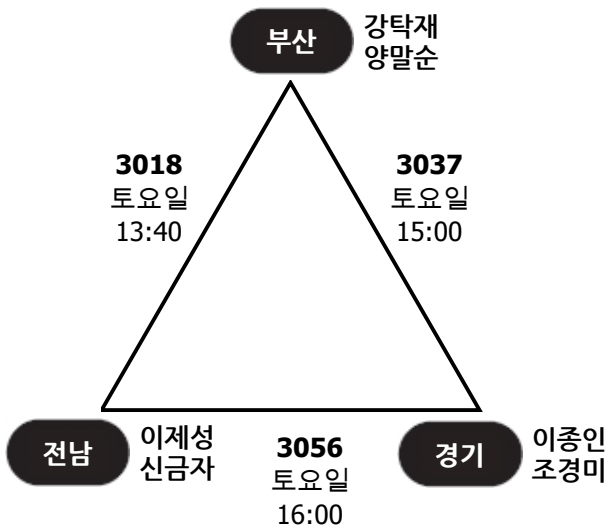 부산
강탁재
양말순
3018
토요일
13:40
3037
토요일
15:00
전남
이제성
신금자
3056
토요일
16:00
경기
이종인
조경미